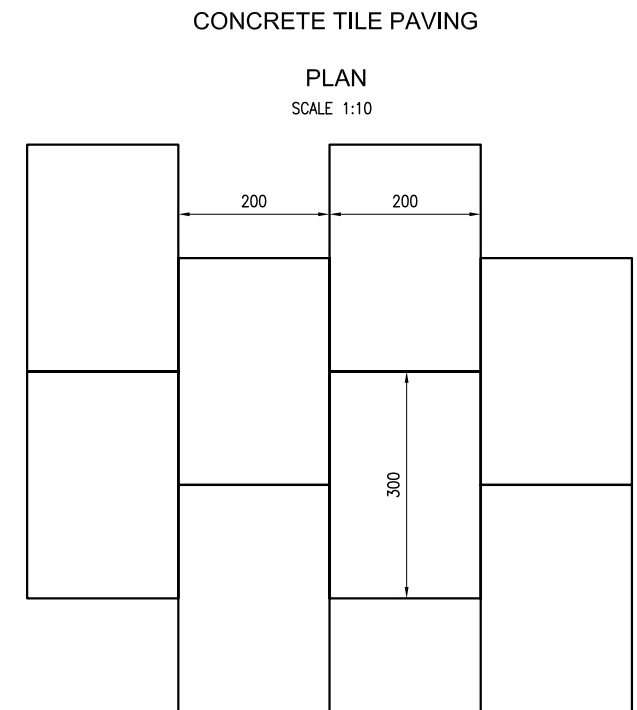 CONCRETE TILE PAVING
PLAN
SCALE 1:10
200 200
300